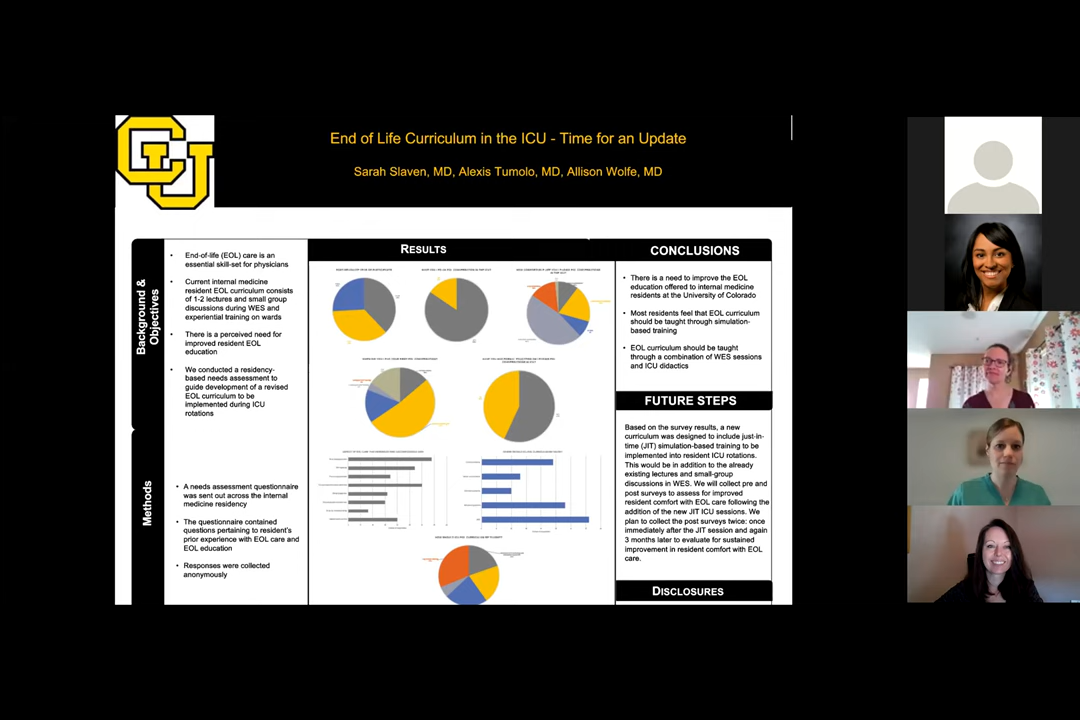 CU
End of Life Curriculum in the ICU - Time for an Update
Sarah Slaven, MD, Alexis Tumolo, MD, Allison Wolfe, MD
Background &
Objectives
• End-of-life (EOL) care is an
essential skill-set for physicians
• Current internal medicine
resident EOL curriculum consists
of 1-2 lectures and small group
discussions during WES and
experiential training on wards
• There is a perceived need for
improved resident EOL
education
• We conducted a residency-
based needs assessment to
guide development of a revised
EOL curriculum to be
implemented during ICU
rotations
Methods
• A needs assessment questionnaire
was sent out across the internal
medicine residency
• The questionnaire contained
questions pertaining to resident's
prior experience with EOL care and
EOL education
• Responses were collected
anonymously
RESULTS
CONCLUSIONS
• There is a need to improve the EOL
education offered to internal medicine
residents at the University of Colorado
• Most residents feel that EOL curriculum
should be taught through simulation-
based training
• EOL curriculum should be taught
through a combination of WES sessions
and ICU didactics
FUTURE STEPS
Based on the survey results, a new
curriculum was designed to include just-in-
time (JIT) simulation-based training to be
implemented into resident ICU rotations.
This would be in addition to the already
existing lectures and small-group
discussions in WES. We will collect pre and
post surveys to assess for improved
resident comfort with EOL care following the
addition of the new JIT ICU sessions. We
plan to collect the post surveys twice: once
immediately after the JIT session and again
3 months later to evaluate for sustained
improvement in resident comfort with EOL
care.
DISCLOSURES